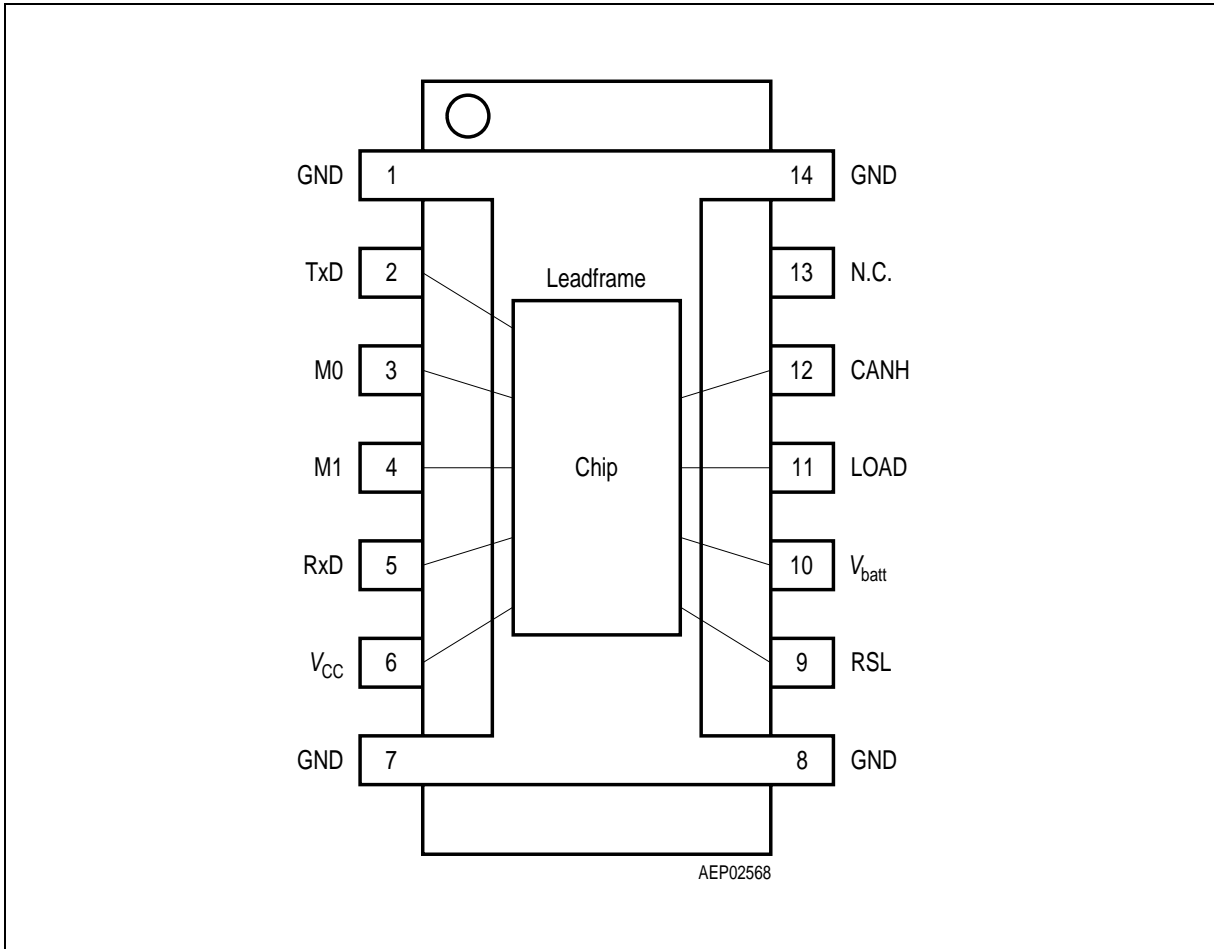 GND 1 14 GND
TxD 2 13 N.C.
Leadframe
M0 3 12 CANH
M1 4 Chip 11 LOAD
RxD 5 10 Vbatt
VCC 6 9 RSL
GND 7 8 GND
AEP02568